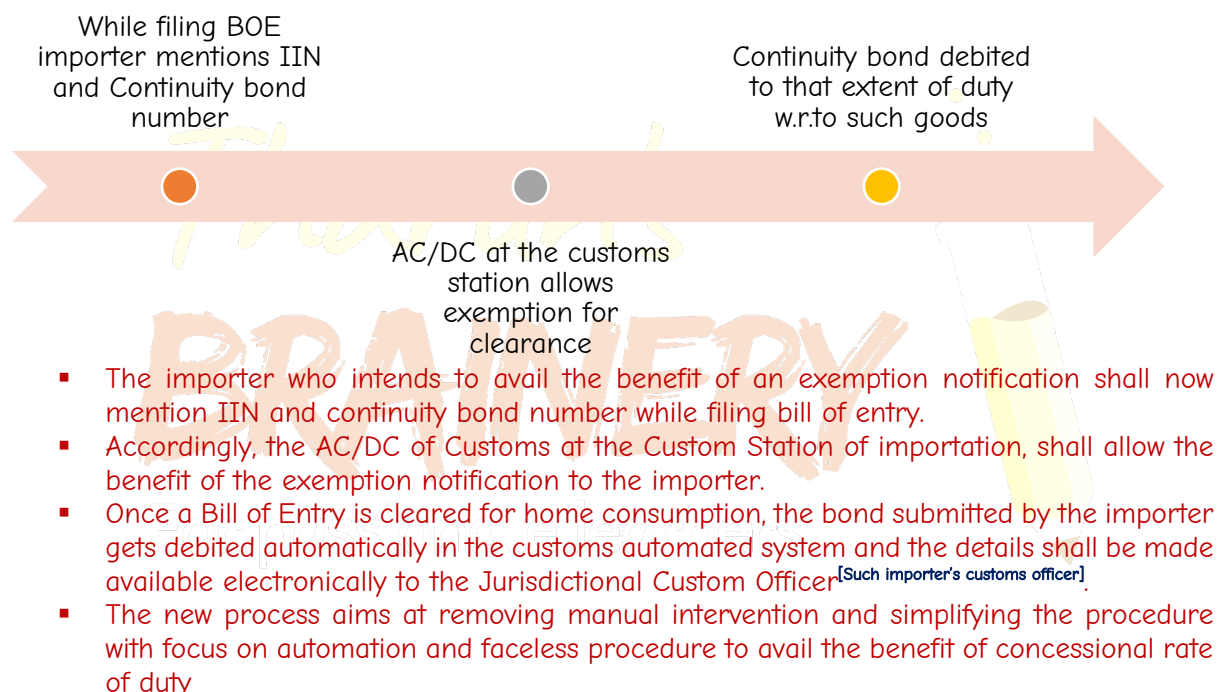 While filing BOE
importer mentions IIN
and Continuity bond
number
Continuity bond debited
to that extent of duty
w.r.to such goods
AC/DC at the customs
station allows
exemption for
clearance
Tharun's
BRAINERY
▪ The importer who intends to avail the benefit of an exemption notification shall now
mention IIN and continuity bond number while filing bill of entry.
▪ Accordingly, the AC/DC of Customs at the Custom Station of importation, shall allow the
benefit of the exemption notification to the importer.
▪ Once a Bill of Entry is cleared for home consumption, the bond submitted by the importer
gets debited automatically in the customs automated system and the details shall be made
available electronically to the Jurisdictional Custom Officer[Such importer's customs officer].
▪ The new process aims at removing manual intervention and simplifying the procedure
with focus on automation and faceless procedure to avail the benefit of concessional rate
of duty